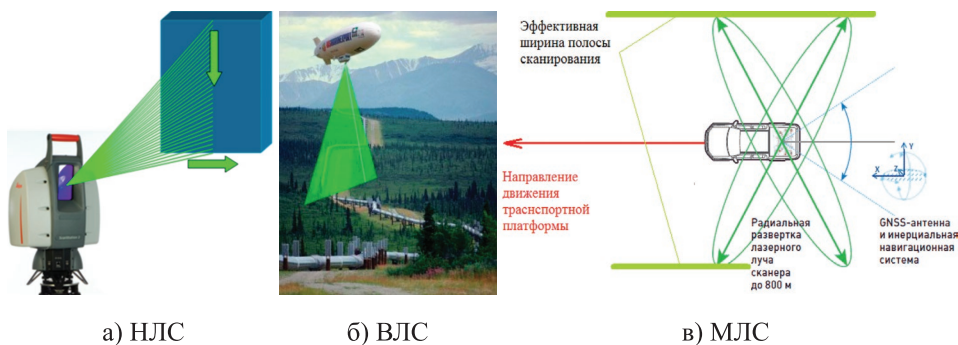 Эффективная
ширина полосы
сканирования
Направление
движения
траснспортной
платформы
Y
X
Z
Радиальная
развертка
лазерного
луча
сканера
до 800 м
GNSS-антенна
и инерциальная
навигационная
система
а) НЛС
б) ВЛС
в) МЛС